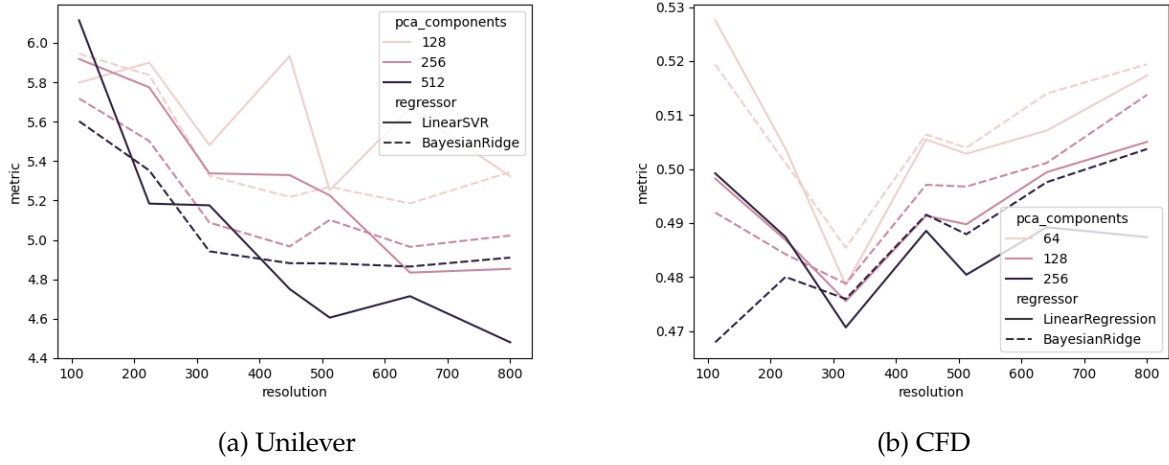 pca_components
128
256
512
regressor
LinearSVR
BayesianRidge
6.0
5.8
5.6
5.4
5.2
5.0
4.8
4.6
4.4
metric
100 200 300 400 500 600 700 800
resolution
(a) Unilever
0.53
0.52
0.51
0.50
0.49
0.48
0.47
metric
pca_components
64
128
256
regressor
LinearRegression
BayesianRidge
100 200 300 400 500 600 700 800
resolution
(b) CFD